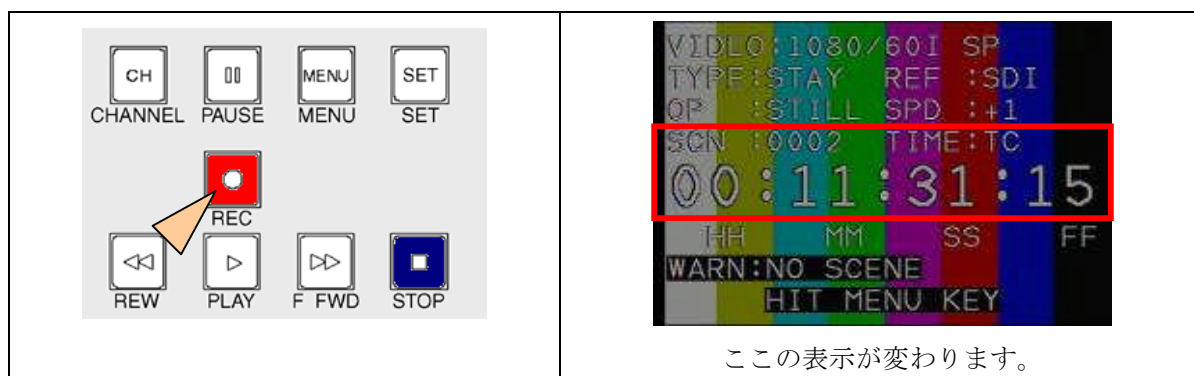 CH MENU SET
CHANNEL PAUSE MENU SET
REC
REW PLAY F FWD STOP
VIDLO:1080/60I SP
TYPE:STAY REF :SDI
OP :STILL SPD :+1
SCN :0002 TIME:TC
00:11:31:15
HH MM SS FF
WARN:NO SCENE
HIT MENU KEY
ここの表示が変わります。